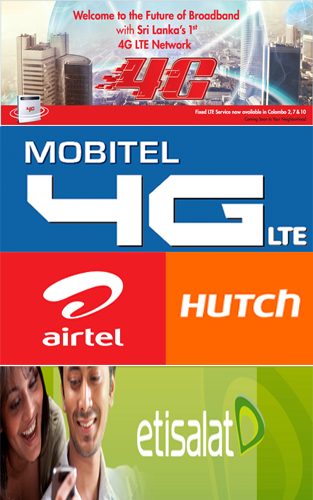 Welcome to the Future of Broadband
with Sri Lanka's 1st
4G LTE Network
4G
Fixed LTE Service now available in Colombo 2, 7 & 10
Coming Soon to Your Neighborhood
MOBITEL
4G LTE
airtel
HUTCH
etisalat